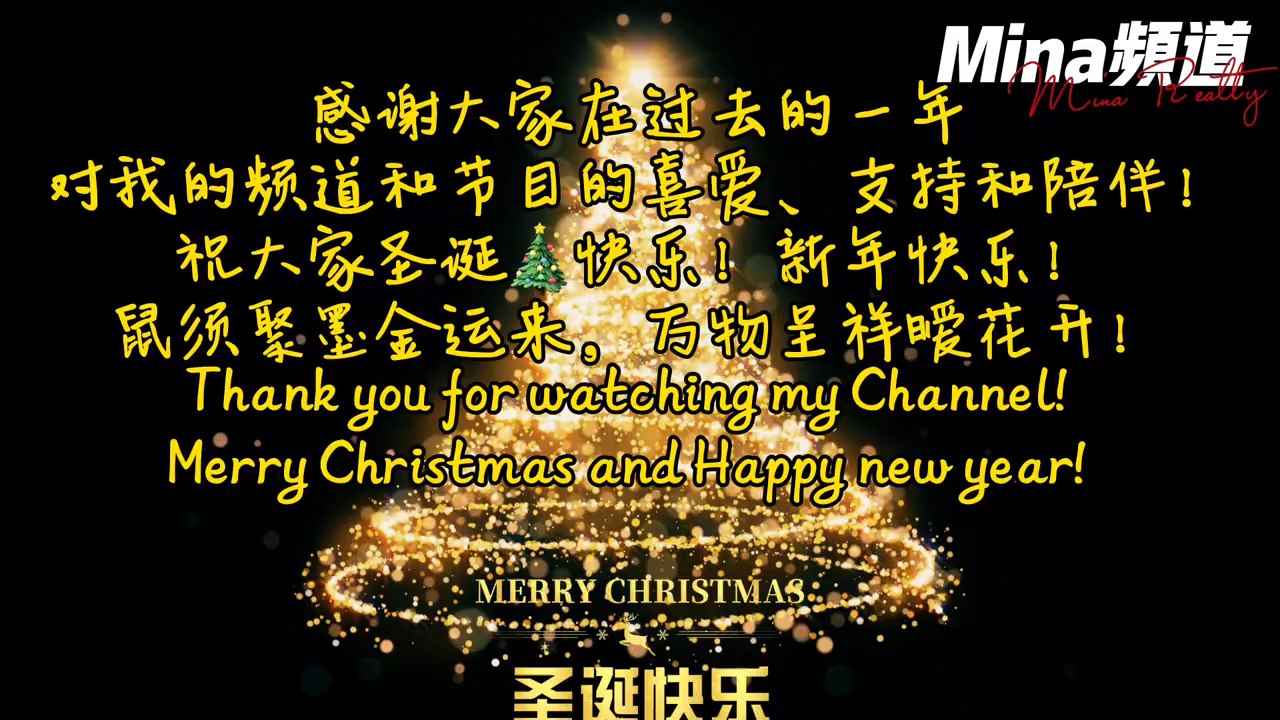 Mina頻道
Mina Realty
感谢大家在过去的一年
对我的频道和节目的喜爱、支持和陪伴！
祝大家圣诞🎄快乐！新年快乐！
鼠须聚墨金运来，万物呈祥暧花开！
Thank you for watching my Channel!
Merry Christmas and Happy new year!
MERRY CHRISTMAS
圣诞快乐